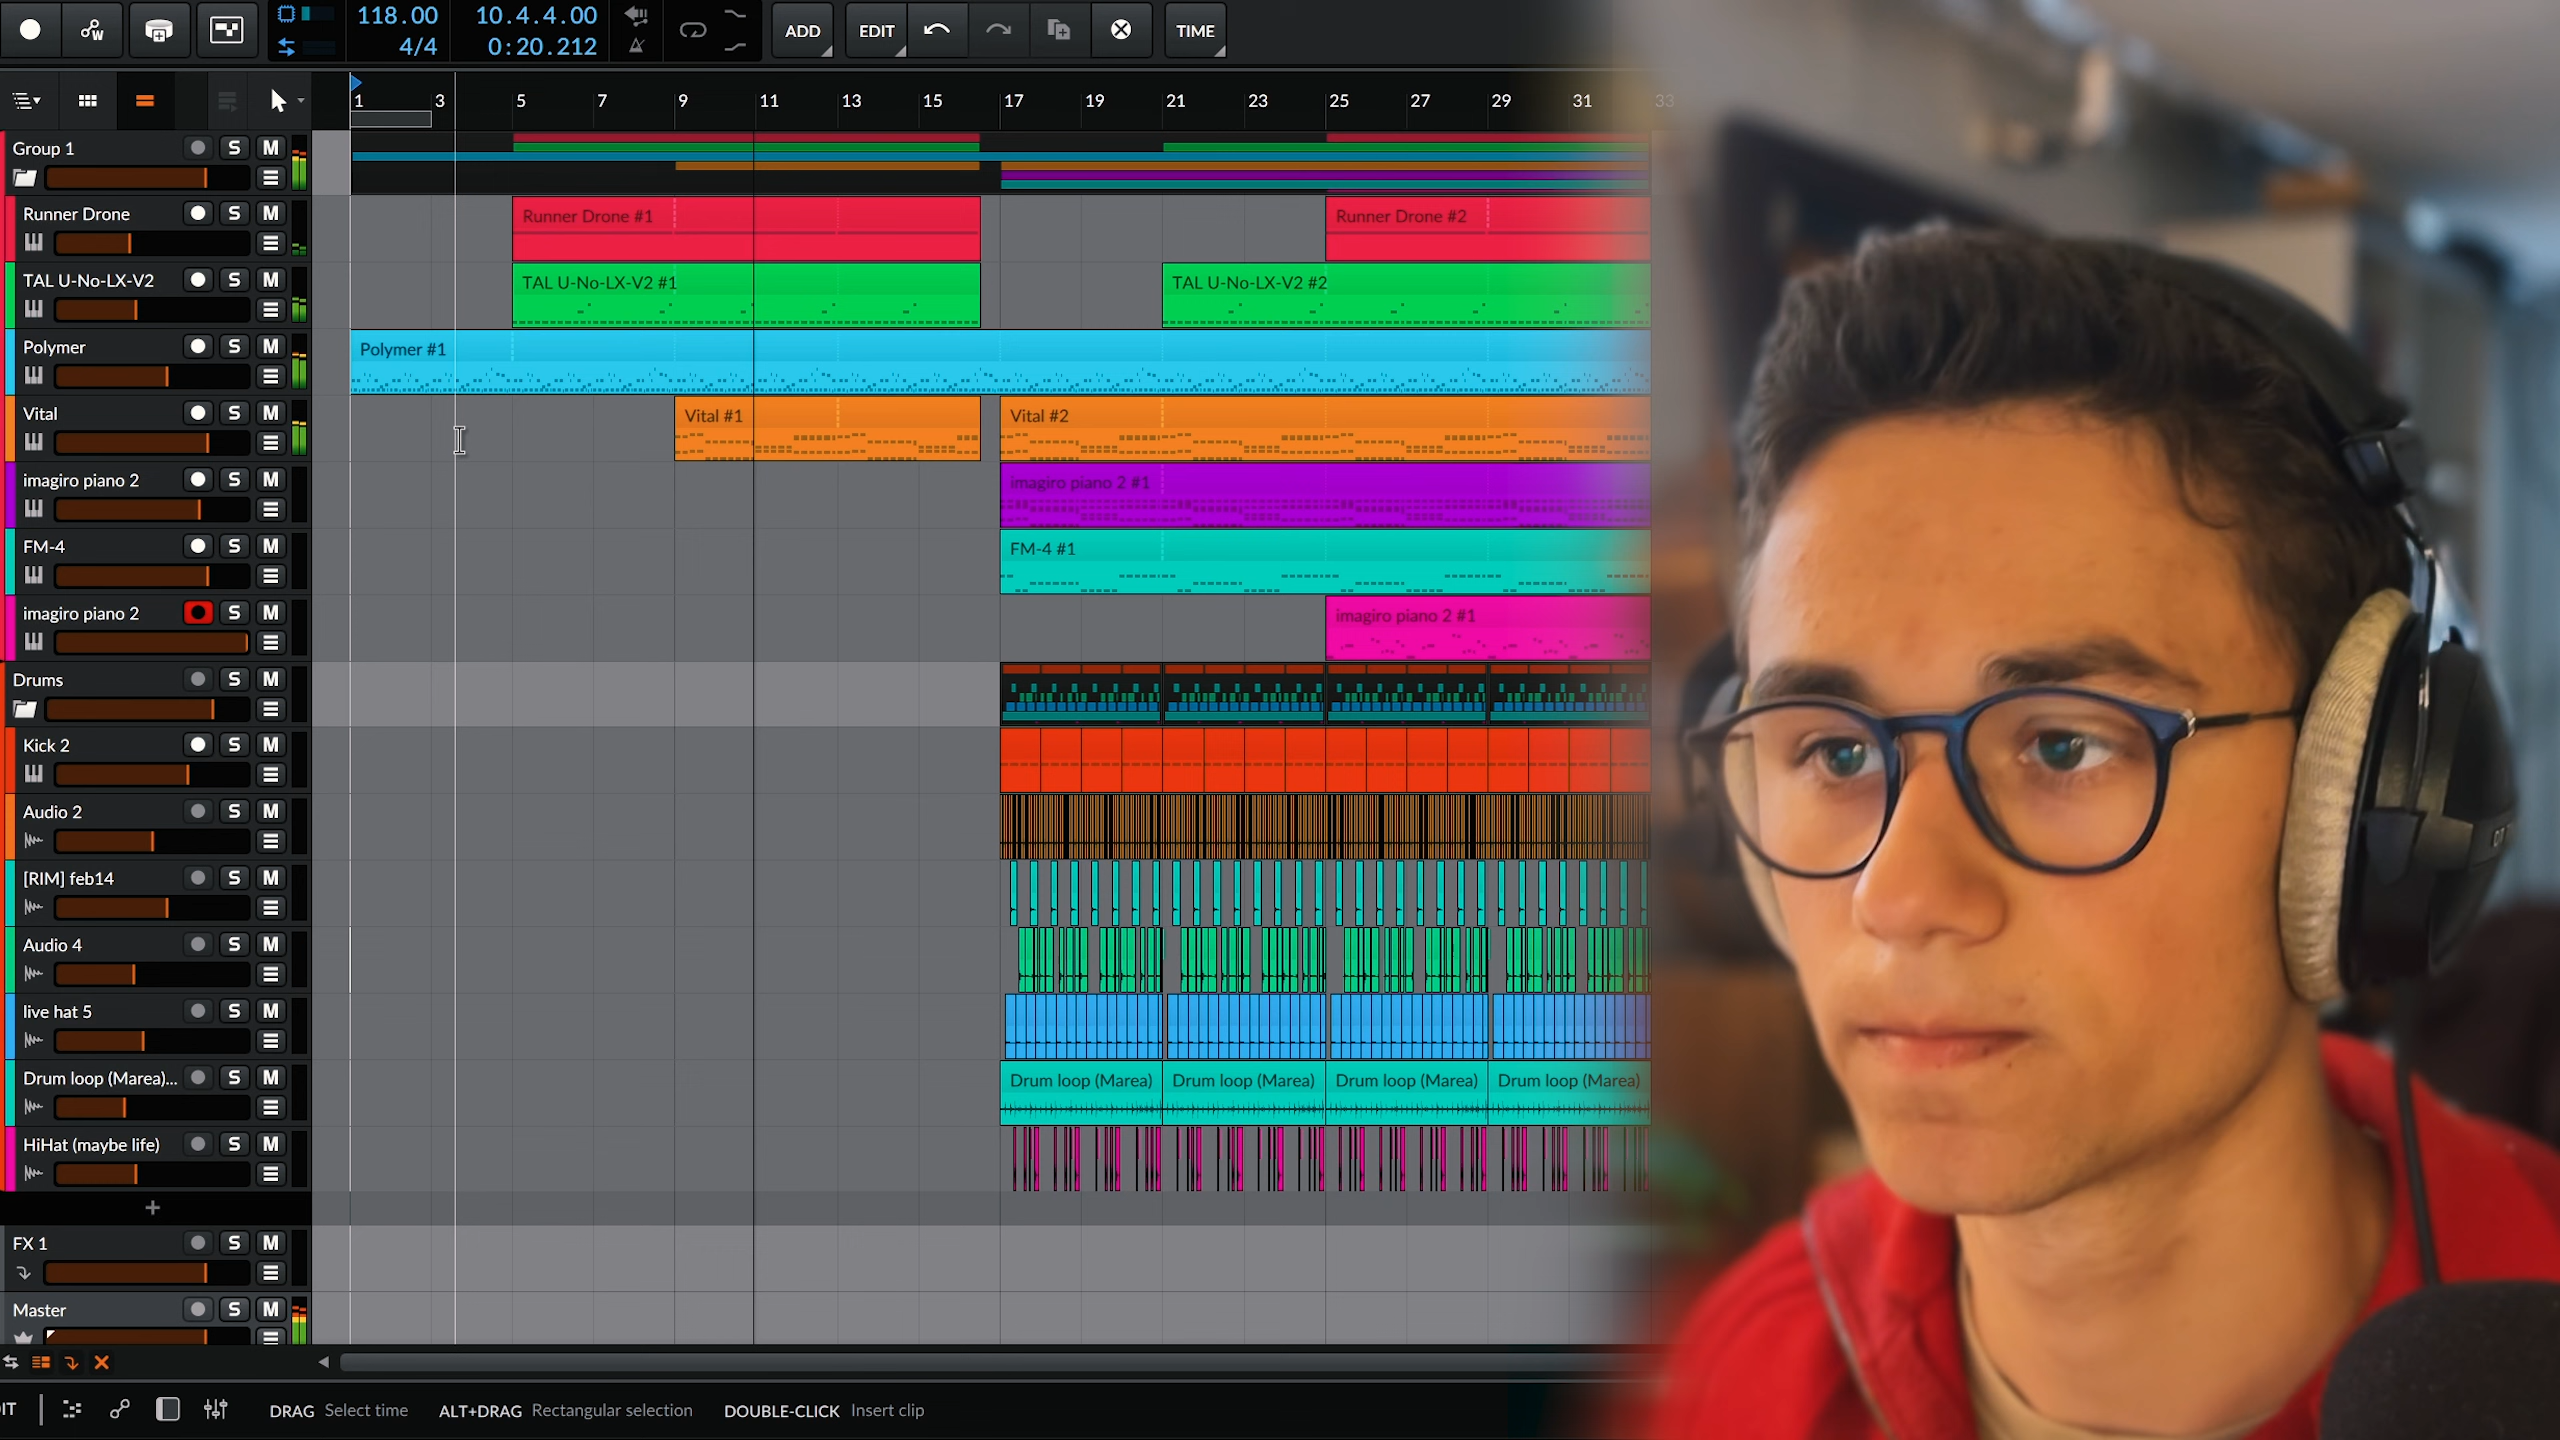 118.00
4/4
10.4.4.00
0:20.212
ADD
EDIT
TIME
1 3 5 7 9 11 13 15 17 19 21 23 25 27 29 31 33
Group 1 S M
Runner Drone S M
Runner Drone #1 Runner Drone #2
TAL U-No-LX-V2 S M
TAL U-No-LX-V2 #1 TAL U-No-LX-V2 #2
Polymer S M
Polymer #1
Vital S M
Vital #1 Vital #2
imagiro piano 2 S M
imagiro piano 2 #1
FM-4 S M
FM-4 #1
imagiro piano 2 S M
imagiro piano 2 #1
Drums S M
Kick 2 S M
Audio 2 S M
[RIM] feb14 S M
Audio 4 S M
live hat 5 S M
Drum loop (Marea)... S M
Drum loop (Marea) Drum loop (Marea) Drum loop (Marea) Drum loop (Marea)
HiHat (maybe life) S M
+
FX 1 S M
Master S M
IT
DRAG Select time ALT+DRAG Rectangular selection DOUBLE-CLICK Insert clip